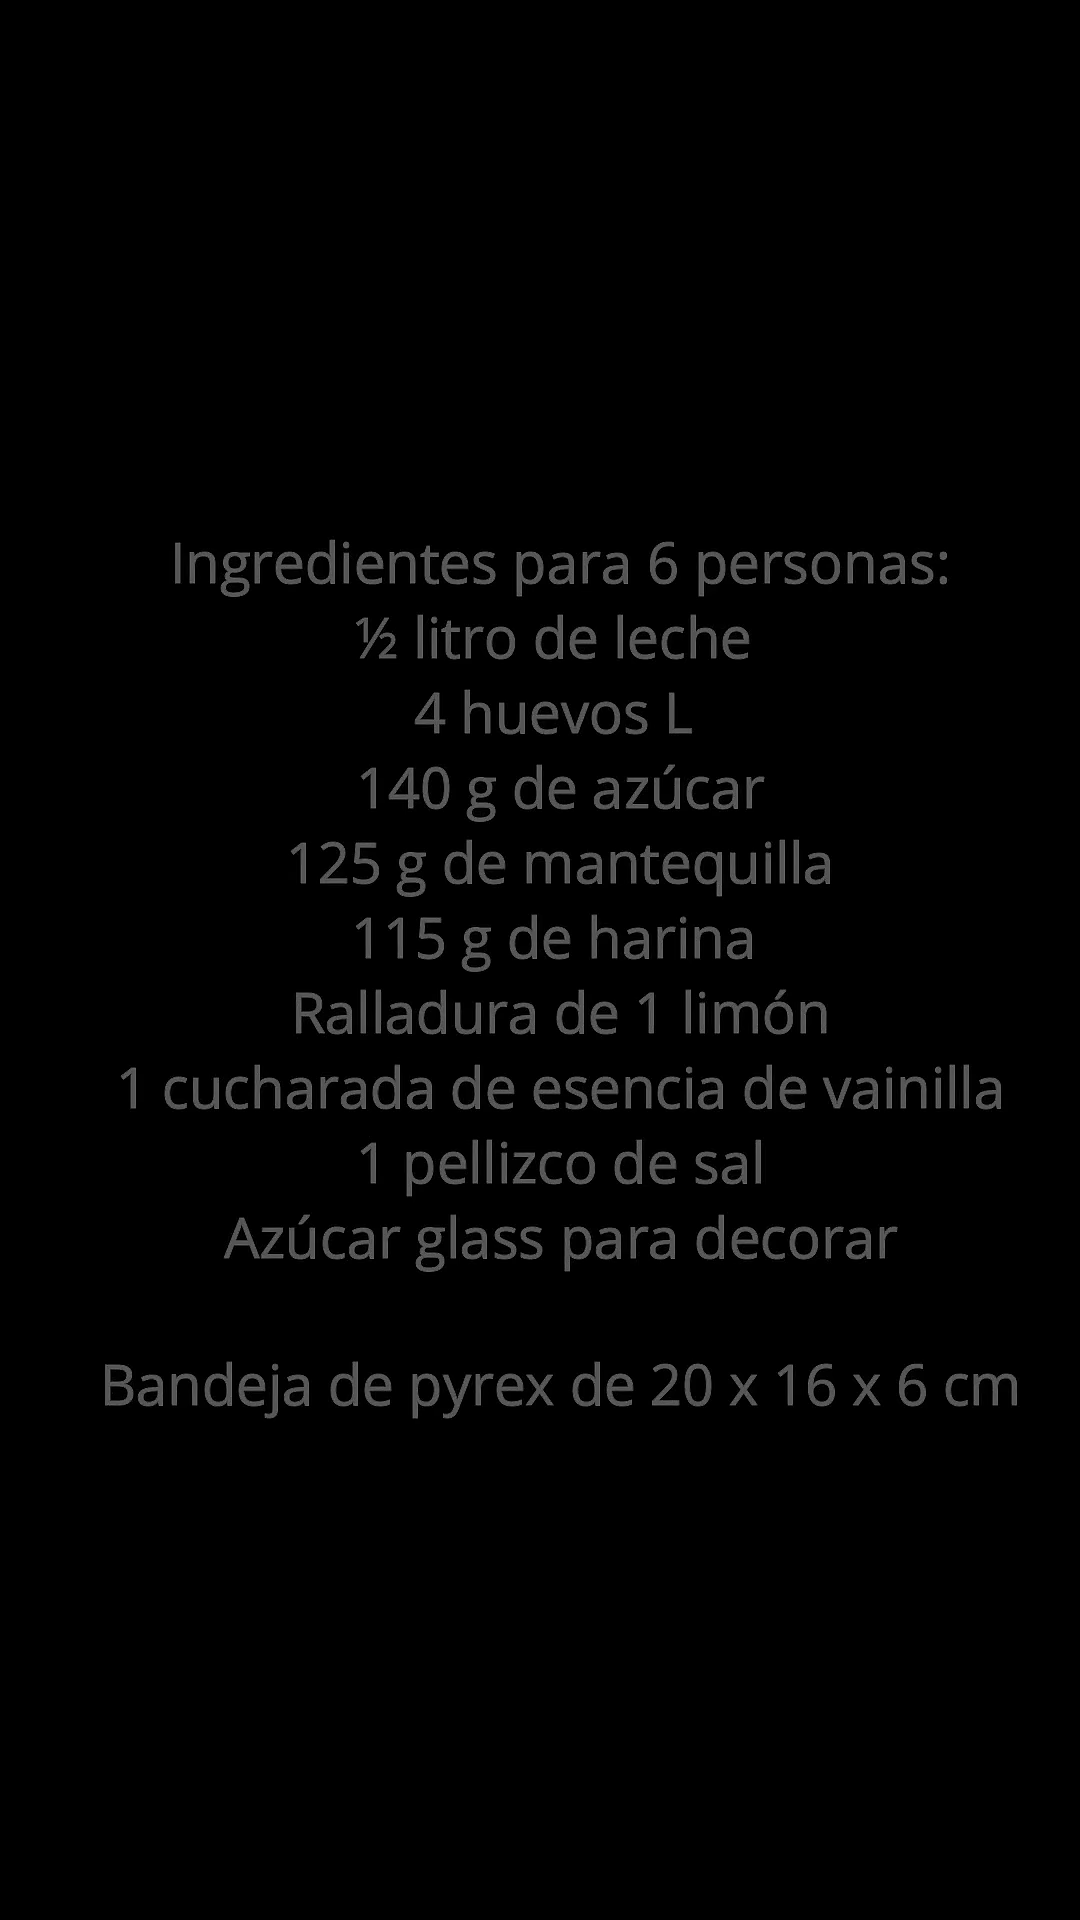 Ingredientes para 6 personas:
½ litro de leche
4 huevos L
140 g de azúcar
125 g de mantequilla
115 g de harina
Ralladura de 1 limón
1 cucharada de esencia de vainilla
1 pellizco de sal
Azúcar glass para decorar
Bandeja de pyrex de 20 x 16 x 6 cm